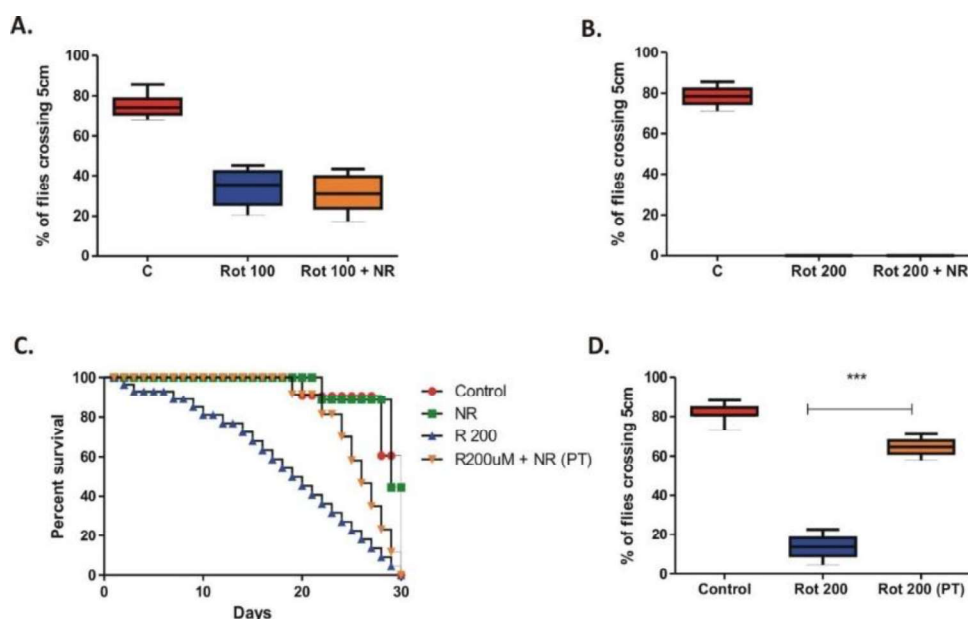 A.
% of flies crossing 5cm
100
80
60
40
20
0
C Rot 100 Rot 100 + NR
B.
% of flies crossing 5cm
100
80
60
40
20
0
C Rot 200 Rot 200 + NR
C.
Percent survival
100
80
60
40
20
0
0 10 20 30
Days
Control
NR
R 200
R200uM + NR (PT)
D.
% of flies crossing 5cm
100
80
60
40
20
0
***
Control Rot 200 Rot 200 (PT)